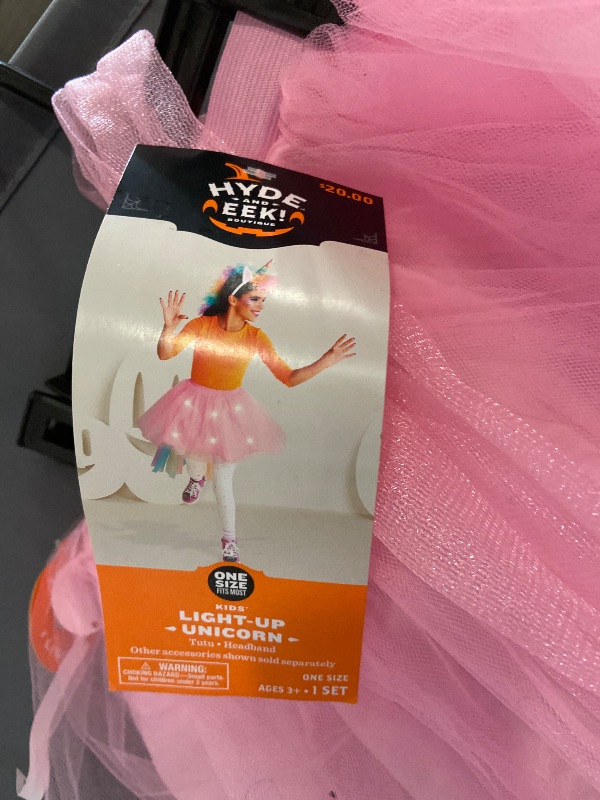 $20.00
HYDE
AND
EEK!
BOUTIQUE
ONE
SIZE
FITS MOST
KIDS'
LIGHT-UP
UNICORN
Tutu • Headband
Other accessories shown sold separately
WARNING:
CHOKING HAZARD—Small parts.
Not for children under 3 years.
ONE SIZE
AGES 3+ • 1 SET